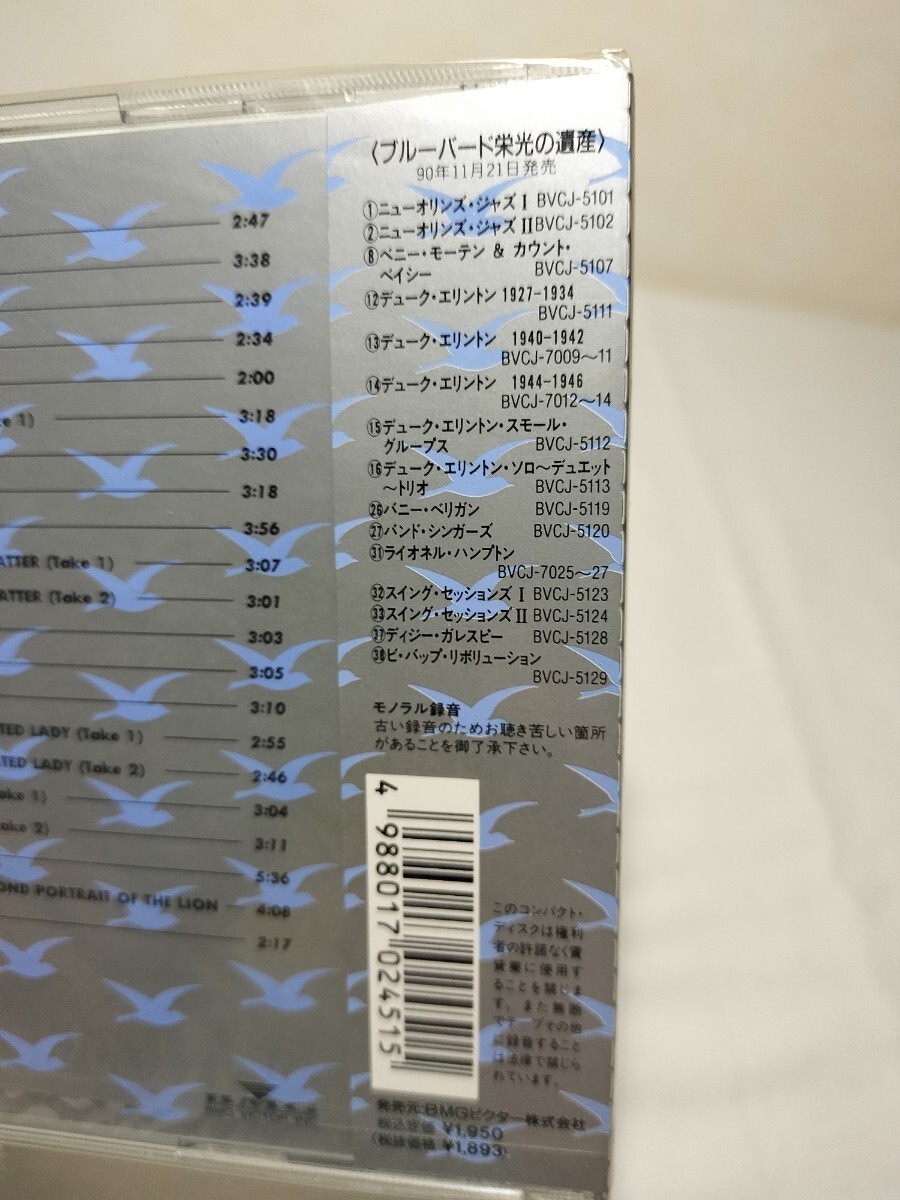 2:47
3:38
2:39
2:34
2:00
e 1) 3:18
3:30
3:18
3:56
ATTER (Take 1) 3:07
ATTER (Take 2) 3:01
3:03
3:05
3:10
TED LADY (Take 1) 2:55
TED LADY (Take 2) 2:46
ake 1) 3:04
ake 2) 3:11
5:36
OND PORTRAIT OF THE LION 4:08
2:17
〈ブルーバード栄光の遺産〉
90年11月21日発売
①ニューオリンズ・ジャズⅠ BVCJ-5101
②ニューオリンズ・ジャズⅡBVCJ-5102
⑧ベニー・モーテン & カウント・
ベイシー BVCJ-5107
⑫デューク・エリントン 1927-1934
BVCJ-5111
⑬デューク・エリントン 1940-1942
BVCJ-7009〜11
⑭デューク・エリントン 1944-1946
BVCJ-7012〜14
⑮デューク・エリントン・スモール・
グループス BVCJ-5112
⑯デューク・エリントン・ソロ〜デュエット
〜トリオ BVCJ-5113
㉖バニー・ベリガン BVCJ-5119
㉗バンド・シンガーズ BVCJ-5120
㉛ライオネル・ハンプトン
BVCJ-7025〜27
㉜スイング・セッションズⅠ BVCJ-5123
㉝スイング・セッションズⅡ BVCJ-5124
㊲ディジー・ガレスピー BVCJ-5128
㊳ビ・バップ・リボリューション
BVCJ-5129
モノラル録音
古い録音のためお聴き苦しい箇所
があることを御了承下さい。
4 988017 024515
このコンパクト・
ディスクは権利
者の許諾なく賃
貸業に使用す
ることを禁じま
す。また無断
でテープその他
に録音すること
は法律で禁じら
れています。
発売元:BMGビクター株式会社
税込定価 ¥1,950
(税抜価格 ¥1,893)